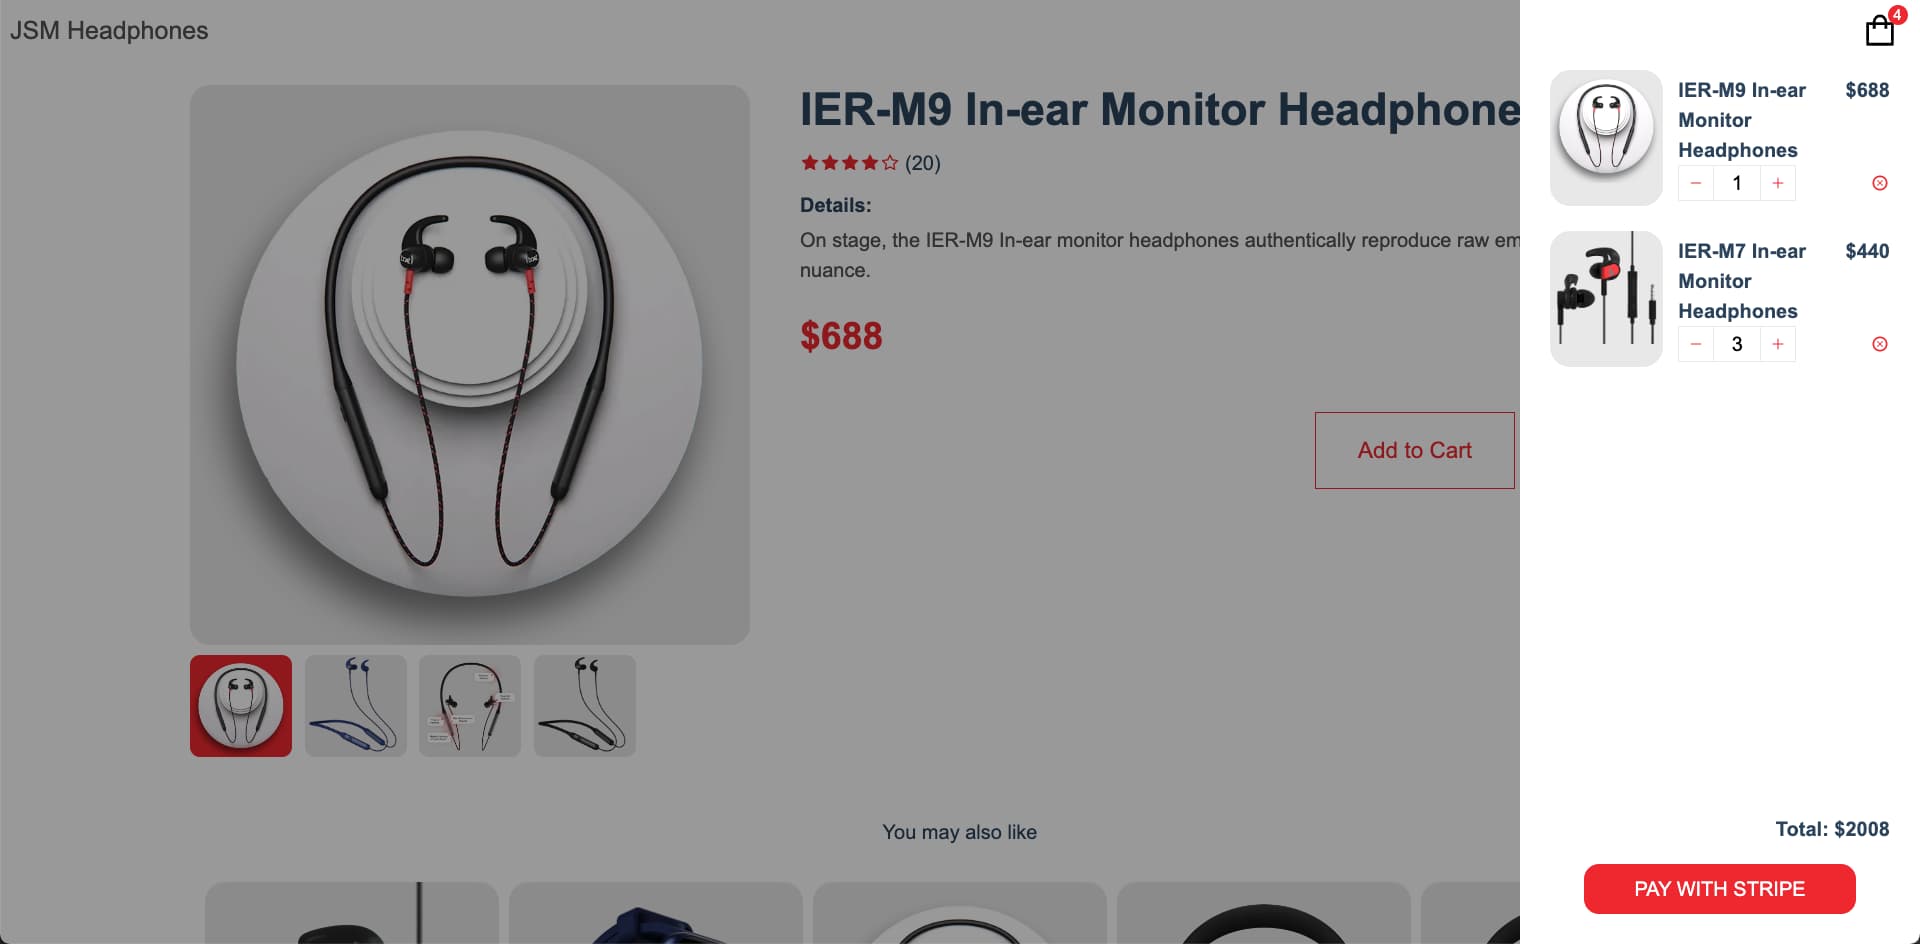 JSM Headphones
IER-M9 In-ear Monitor Headphone
(20)
Details:
On stage, the IER-M9 In-ear monitor headphones authentically reproduce raw em
nuance.
$688
Add to Cart
You may also like
4
IER-M9 In-ear
Monitor
Headphones
$688
1
IER-M7 In-ear
Monitor
Headphones
$440
3
Total: $2008
PAY WITH STRIPE